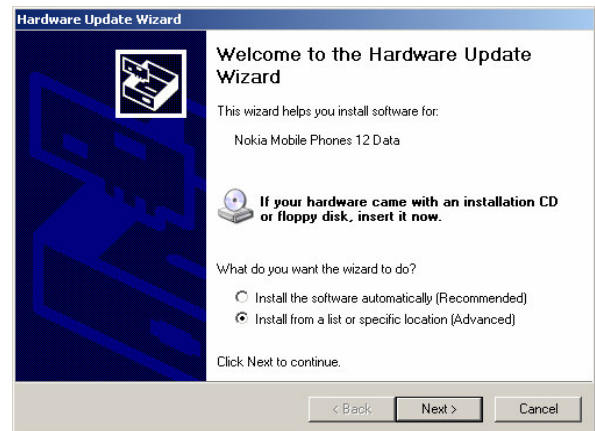 Hardware Update Wizard
Welcome to the Hardware Update
Wizard
This wizard helps you install software for:
Nokia Mobile Phones 12 Data
If your hardware came with an installation CD
or floppy disk, insert it now.
What do you want the wizard to do?
Install the software automatically (Recommended)
Install from a list or specific location (Advanced)
Click Next to continue.
< Back
Next >
Cancel